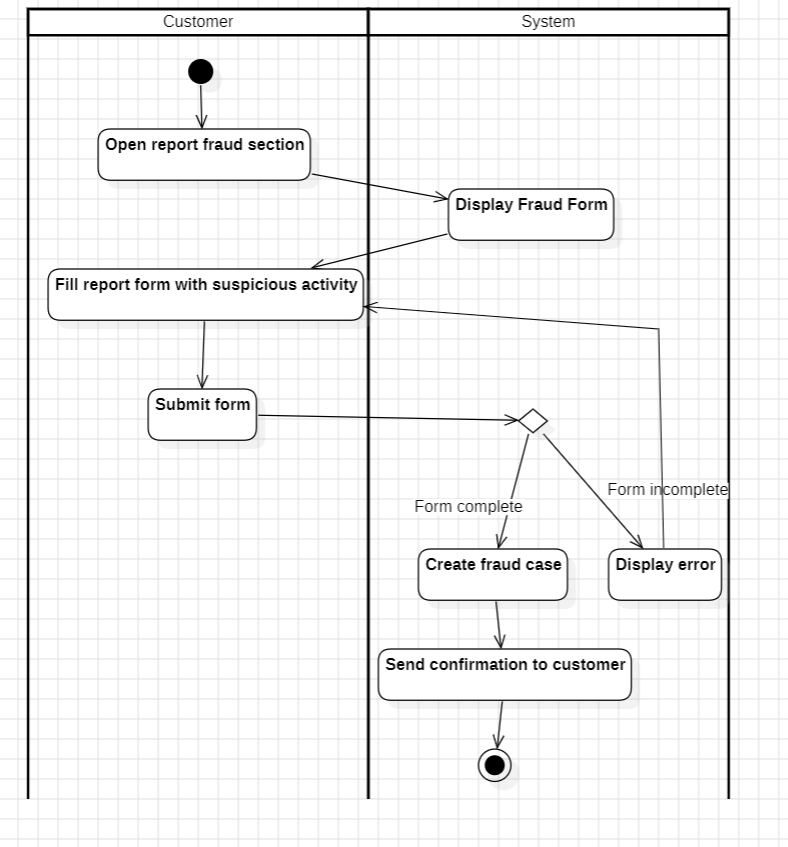 Customer
System
Open report fraud section
Display Fraud Form
Fill report form with suspicious activity
Submit form
Form incomplete
Form complete
Create fraud case
Display error
Send confirmation to customer